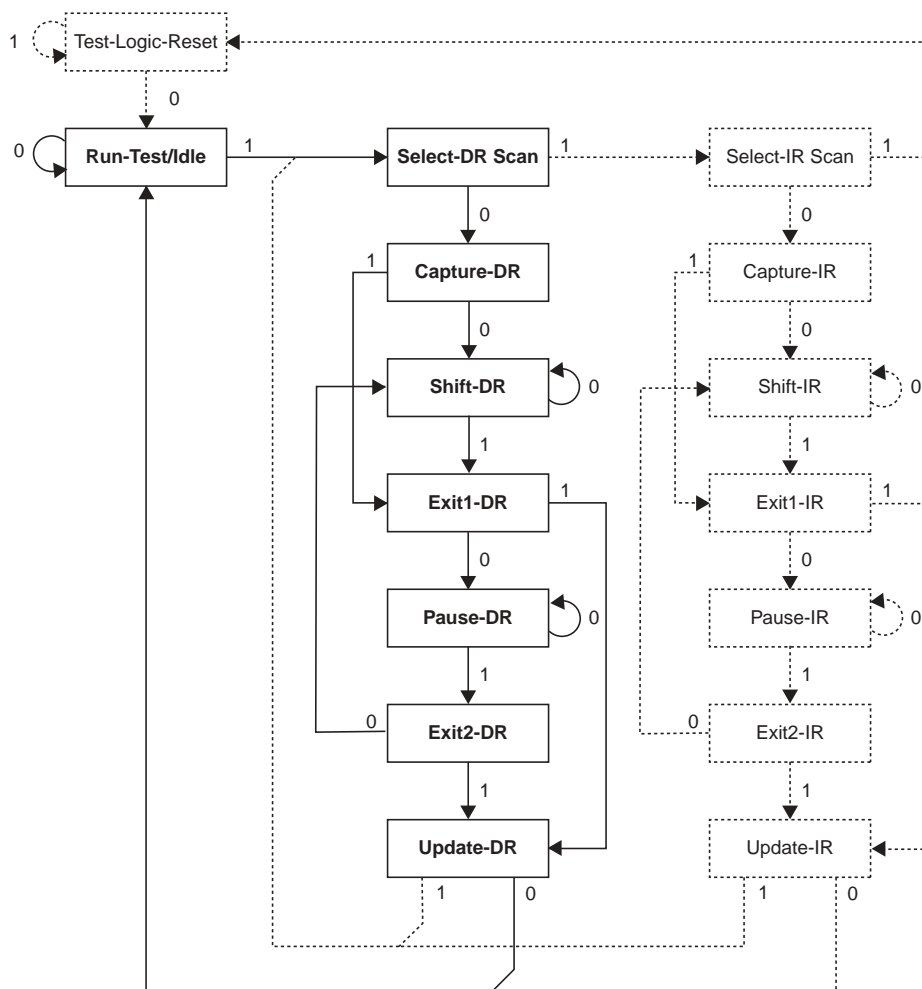 1 Test-Logic-Reset
0
0 Run-Test/Idle 1 Select-DR Scan 1 Select-IR Scan 1
0 0
1 Capture-DR 1 Capture-IR
0 0
Shift-DR 0 Shift-IR 0
1 1
Exit1-DR 1 Exit1-IR 1
0 0
Pause-DR 0 Pause-IR 0
1 1
0 Exit2-DR 0 Exit2-IR
1 1
Update-DR Update-IR
1 0 1 0